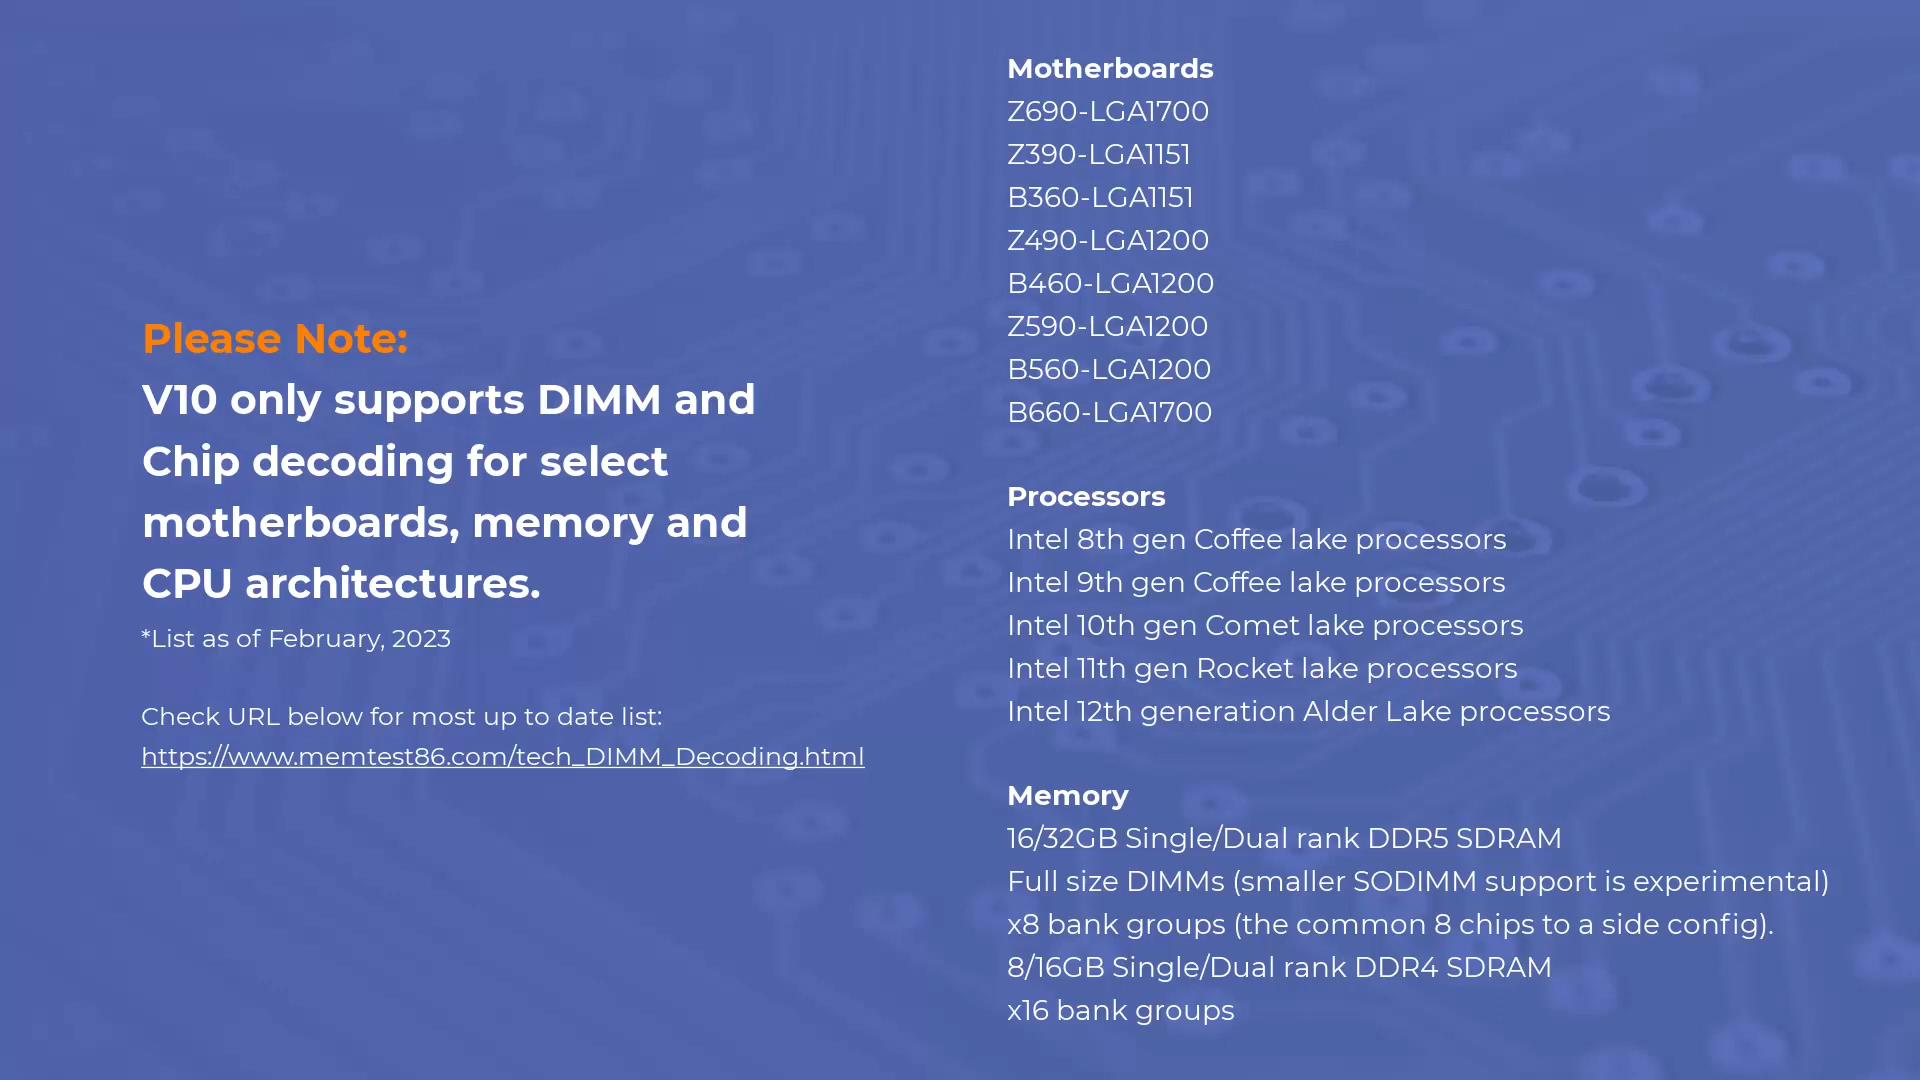 Please Note:
V10 only supports DIMM and
Chip decoding for select
motherboards, memory and
CPU architectures.
*List as of February, 2023
Check URL below for most up to date list:
https://www.memtest86.com/tech_DIMM_Decoding.html
Motherboards
Z690-LGA1700
Z390-LGA1151
B360-LGA1151
Z490-LGA1200
B460-LGA1200
Z590-LGA1200
B560-LGA1200
B660-LGA1700
Processors
Intel 8th gen Coffee lake processors
Intel 9th gen Coffee lake processors
Intel 10th gen Comet lake processors
Intel 11th gen Rocket lake processors
Intel 12th generation Alder Lake processors
Memory
16/32GB Single/Dual rank DDR5 SDRAM
Full size DIMMs (smaller SODIMM support is experimental)
x8 bank groups (the common 8 chips to a side config).
8/16GB Single/Dual rank DDR4 SDRAM
x16 bank groups